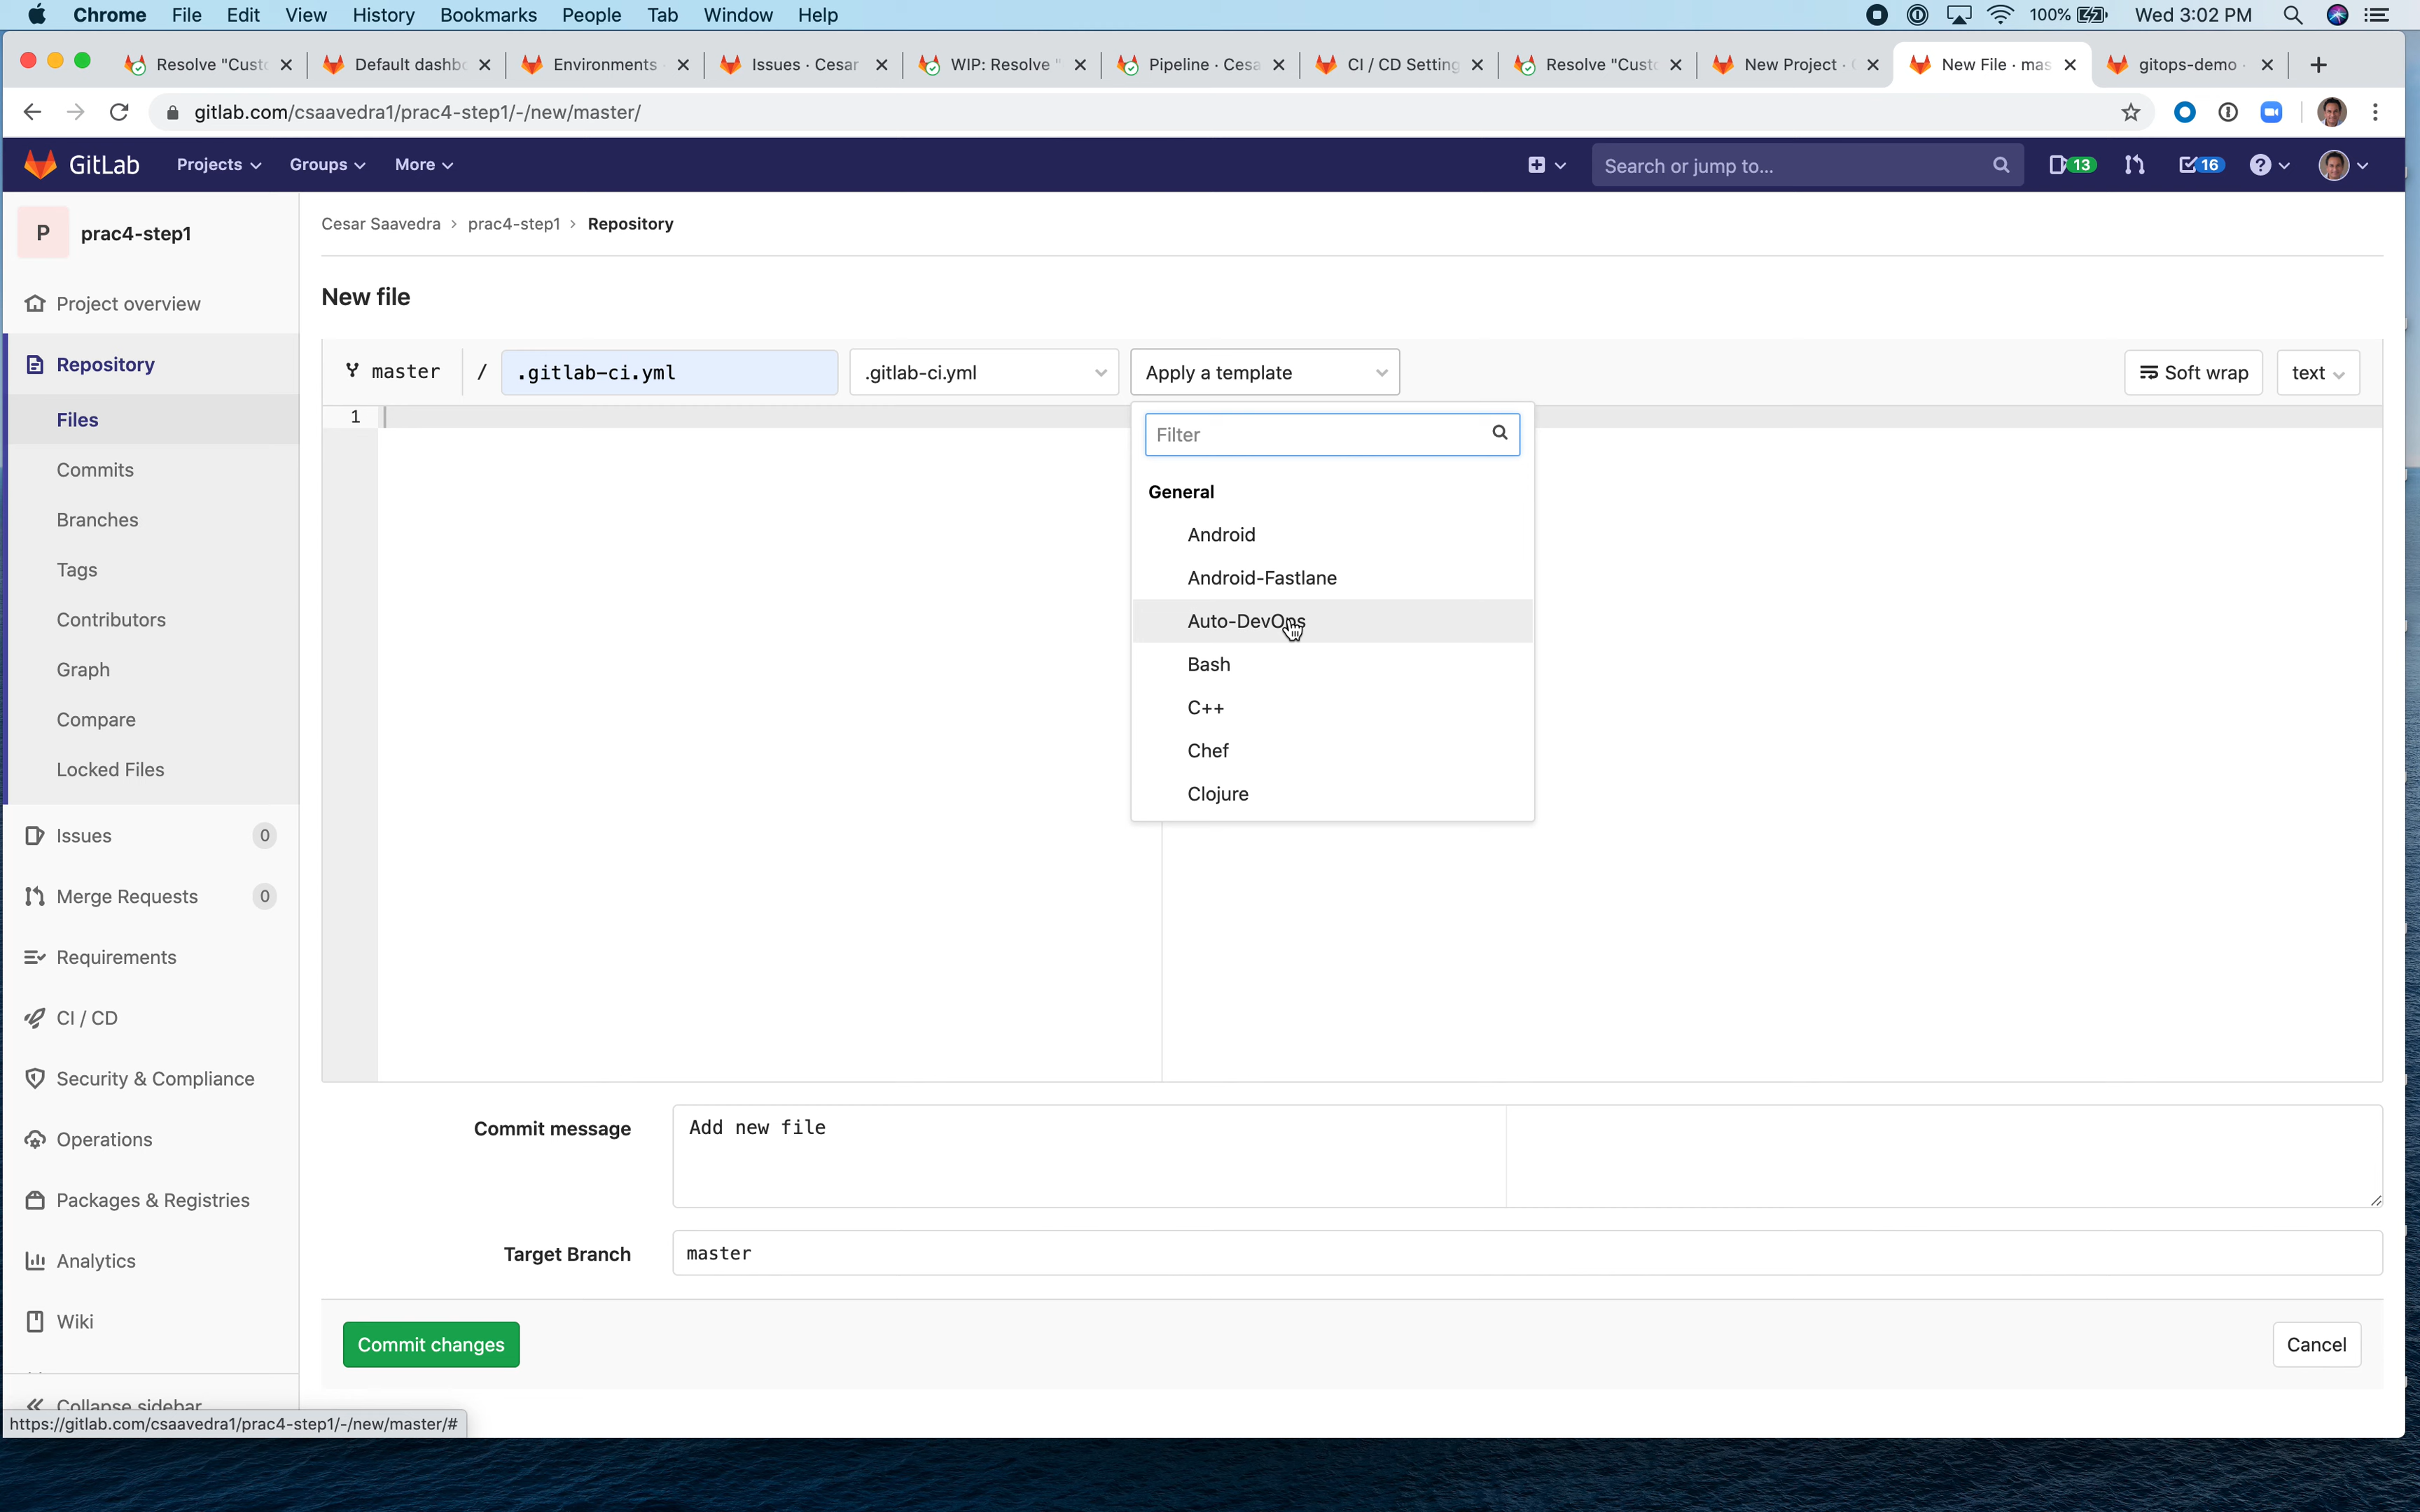 Chrome File Edit View History Bookmarks People Tab Window Help 100% Wed 3:02 PM
Resolve "Cust Default dashb Environments Issues · Cesar WIP: Resolve " Pipeline · Cesa CI / CD Setting Resolve "Cust New Project · New File · mas gitops-demo ·
gitlab.com/csaavedra1/prac4-step1/-/new/master/
GitLab Projects Groups More Search or jump to... 13 16
P prac4-step1
Project overview
Repository
Files
Commits
Branches
Tags
Contributors
Graph
Compare
Locked Files
Issues 0
Merge Requests 0
Requirements
CI / CD
Security & Compliance
Operations
Packages & Registries
Analytics
Wiki
Collapse sidebar
https://gitlab.com/csaavedra1/prac4-step1/-/new/master/#
Cesar Saavedra > prac4-step1 > Repository
New file
master / .gitlab-ci.yml .gitlab-ci.yml Apply a template Soft wrap text
1
Filter
General
Android
Android-Fastlane
Auto-DevOps
Bash
C++
Chef
Clojure
Commit message Add new file
Target Branch master
Commit changes Cancel